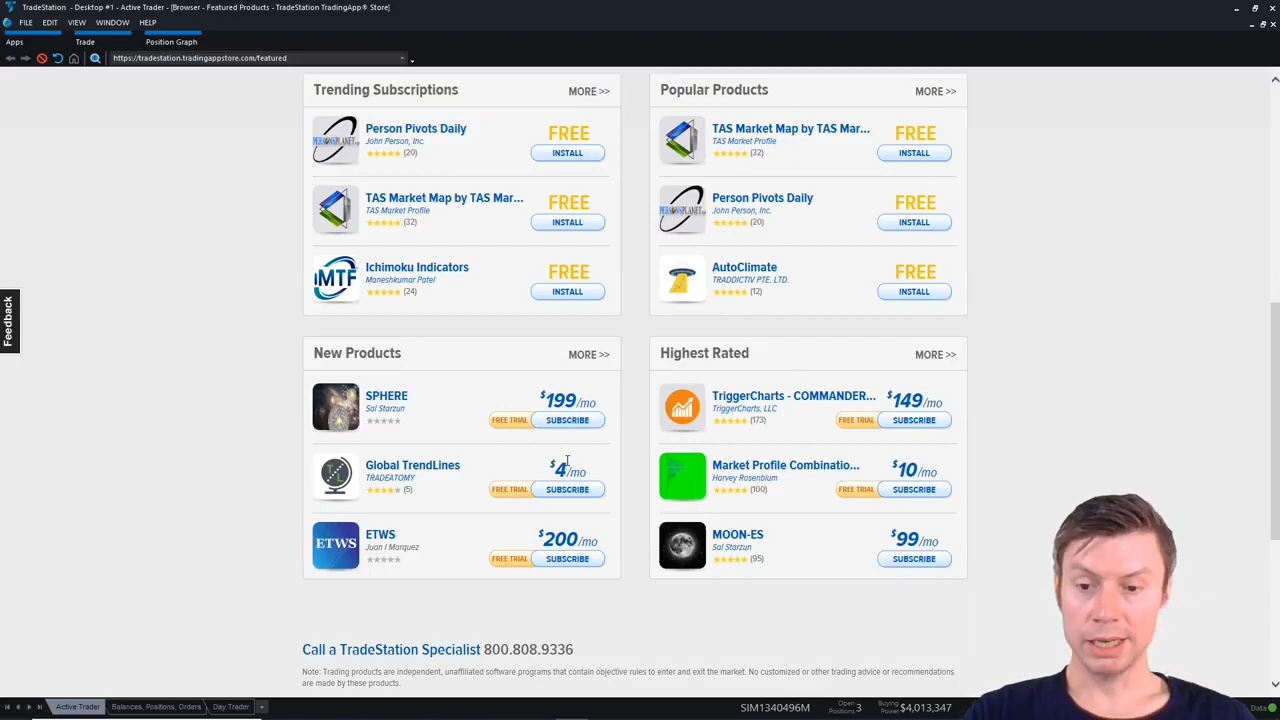 TradeStation - Desktop #1 - Active Trader - [Browser - Featured Products - TradeStation TradingApp® Store]
FILE EDIT VIEW WINDOW HELP
Apps Trade Position Graph
https://tradestation.tradingappstore.com/featured
Feedback
Trending Subscriptions MORE >>
Person Pivots Daily FREE
John Person, Inc.
(20) INSTALL
TAS Market Map by TAS Mar... FREE
TAS Market Profile
(32) INSTALL
MTF
Ichimoku Indicators FREE
Maneshkumar Patel
(24) INSTALL
Popular Products MORE >>
TAS Market Map by TAS Mar... FREE
TAS Market Profile
(32) INSTALL
Person Pivots Daily FREE
John Person, Inc.
(20) INSTALL
AutoClimate FREE
TRADDICTIV PTE. LTD.
(12) INSTALL
New Products MORE >>
SPHERE $199/mo
Sal Starzun
FREE TRIAL SUBSCRIBE
Global TrendLines $4/mo
TRADEATOMY
(5) FREE TRIAL SUBSCRIBE
ETWS
ETWS $200/mo
Juan I Marquez
FREE TRIAL SUBSCRIBE
Highest Rated MORE >>
TriggerCharts - COMMANDER... $149/mo
TriggerCharts, LLC
(173) FREE TRIAL SUBSCRIBE
Market Profile Combinatio... $10/mo
Harvey Rosenblum
(100) FREE TRIAL SUBSCRIBE
MOON-ES $99/mo
Sal Starzun
(95) SUBSCRIBE
Call a TradeStation Specialist 800.808.9336
Note: Trading products are independent, unaffiliated software programs that contain objective rules to enter and exit the market. No customized or other trading advice or recommendations
are made by these products.
Active Trader Balances, Positions, Orders Day Trader +
SIM1340496M Open Positions 3 Buying Power $4,013,347 Data